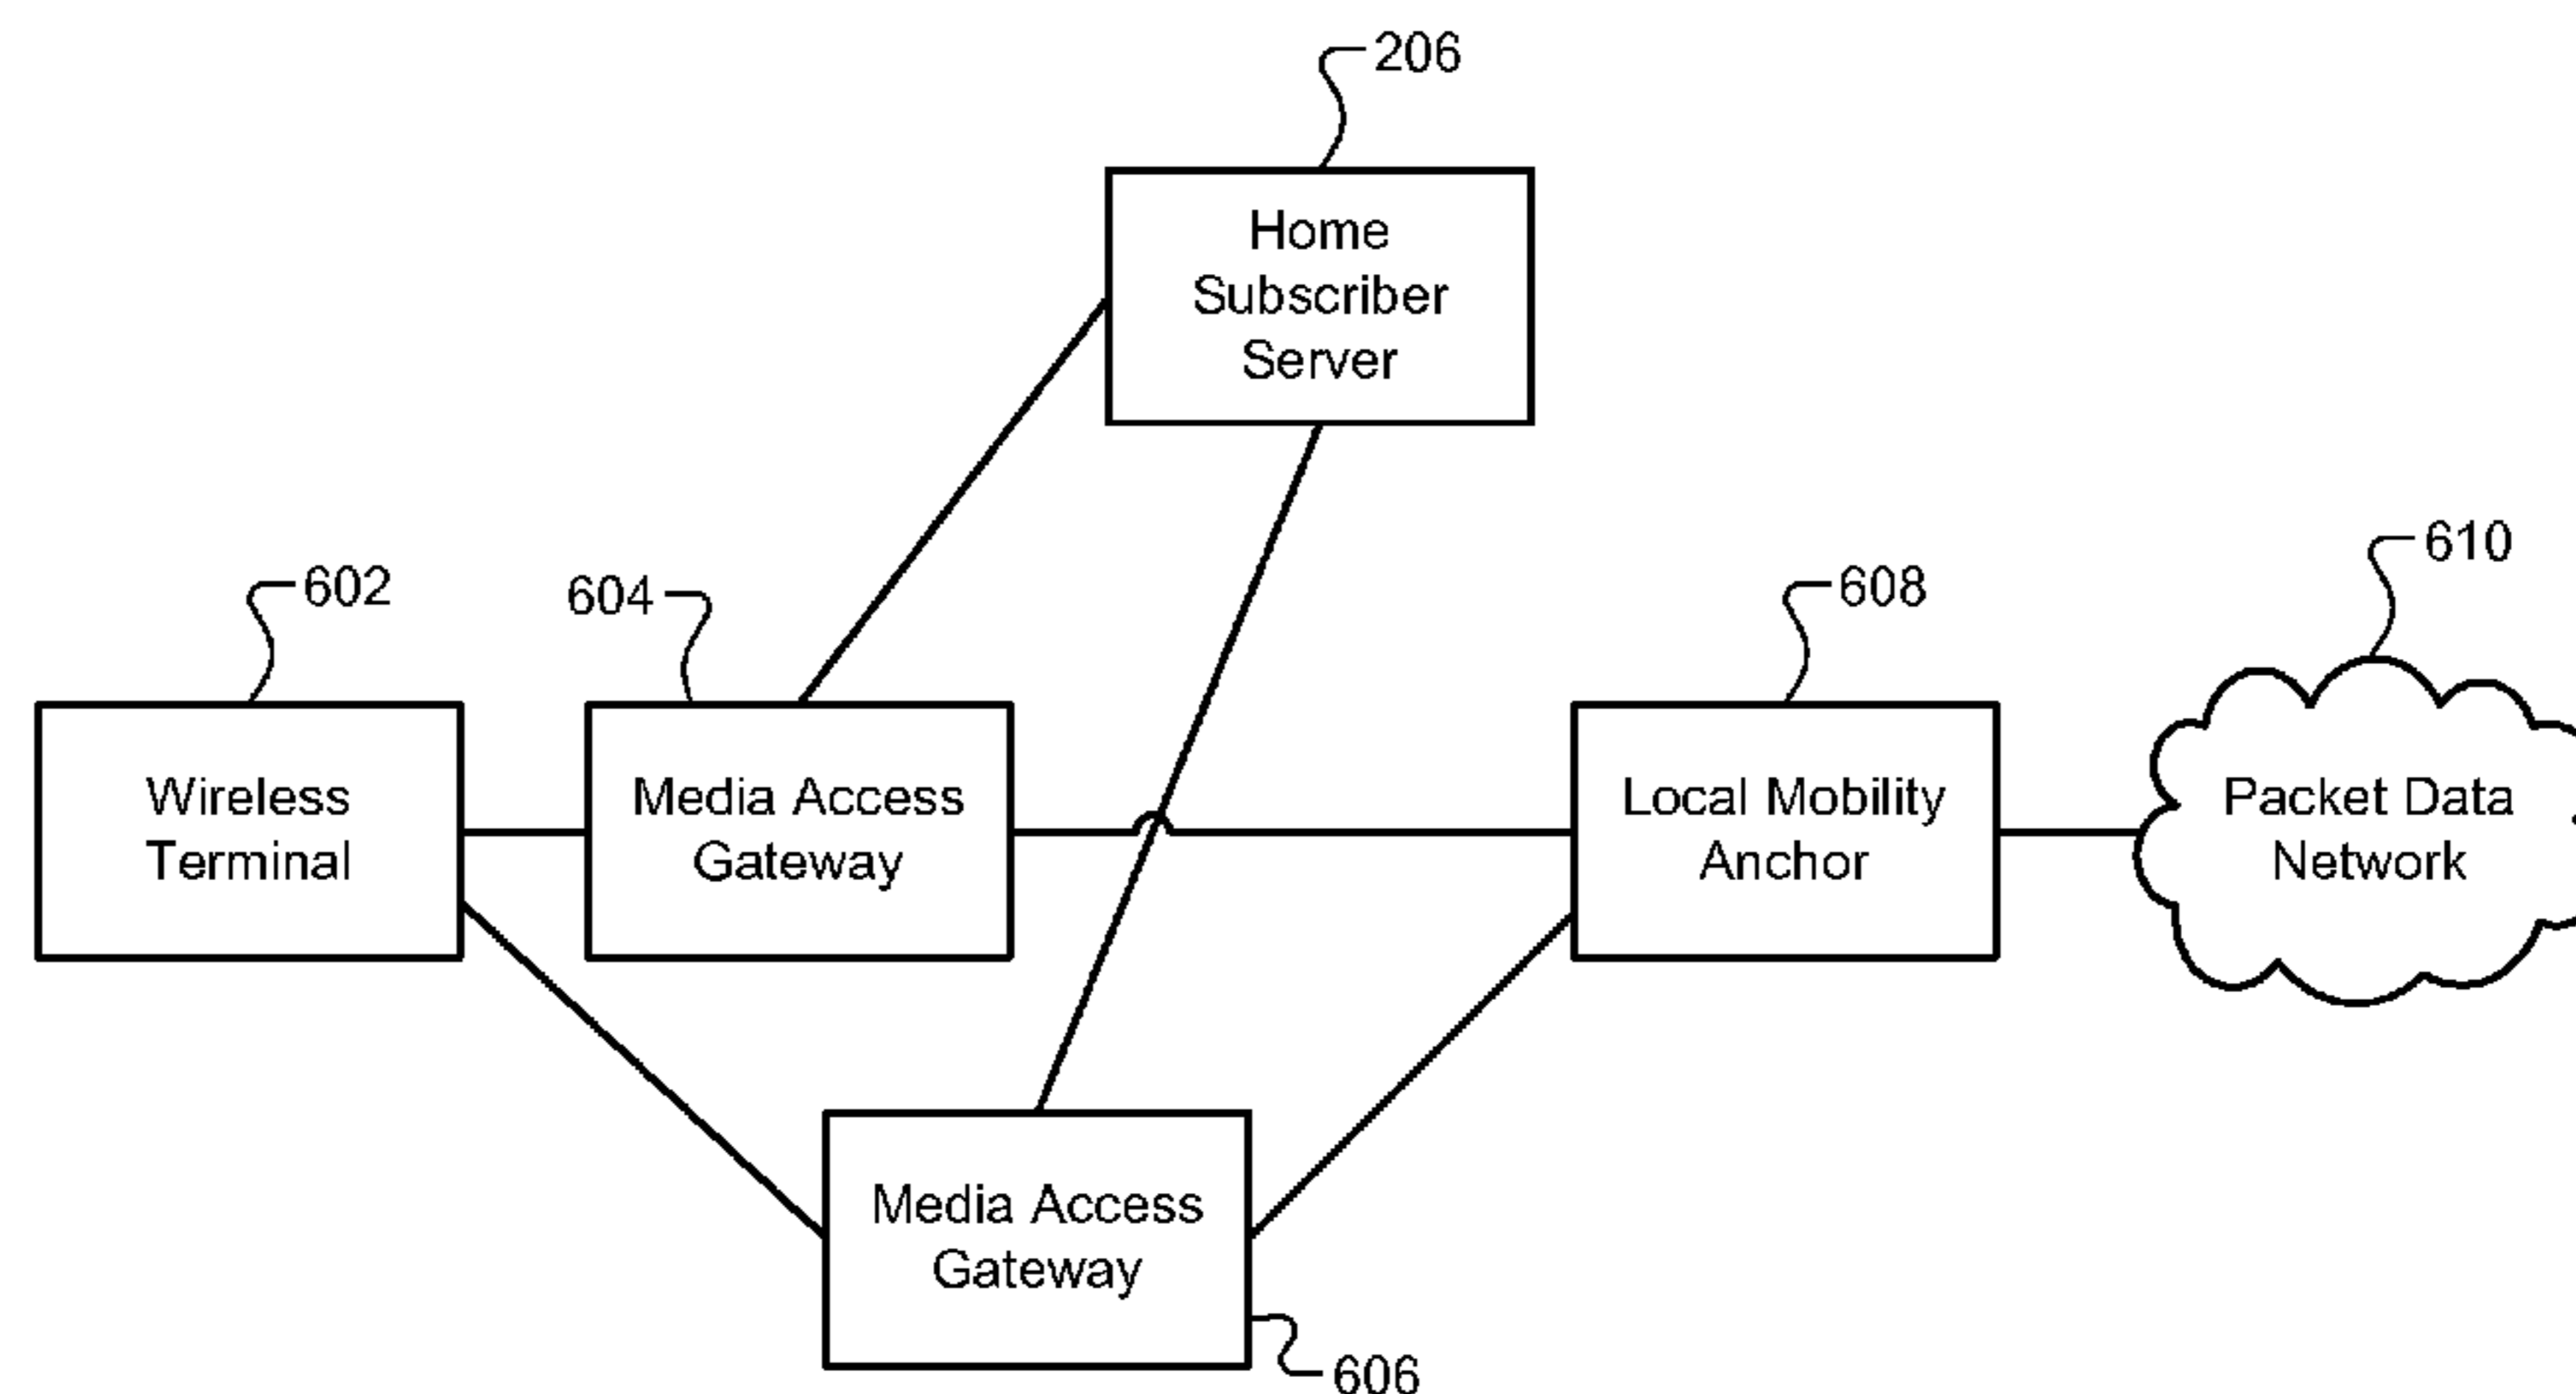 206
Home
Subscriber
Server
610
602
604
608
Wireless
Terminal
Media Access
Gateway
Local Mobility
Anchor
Packet Data
Network
Media Access
Gateway
606